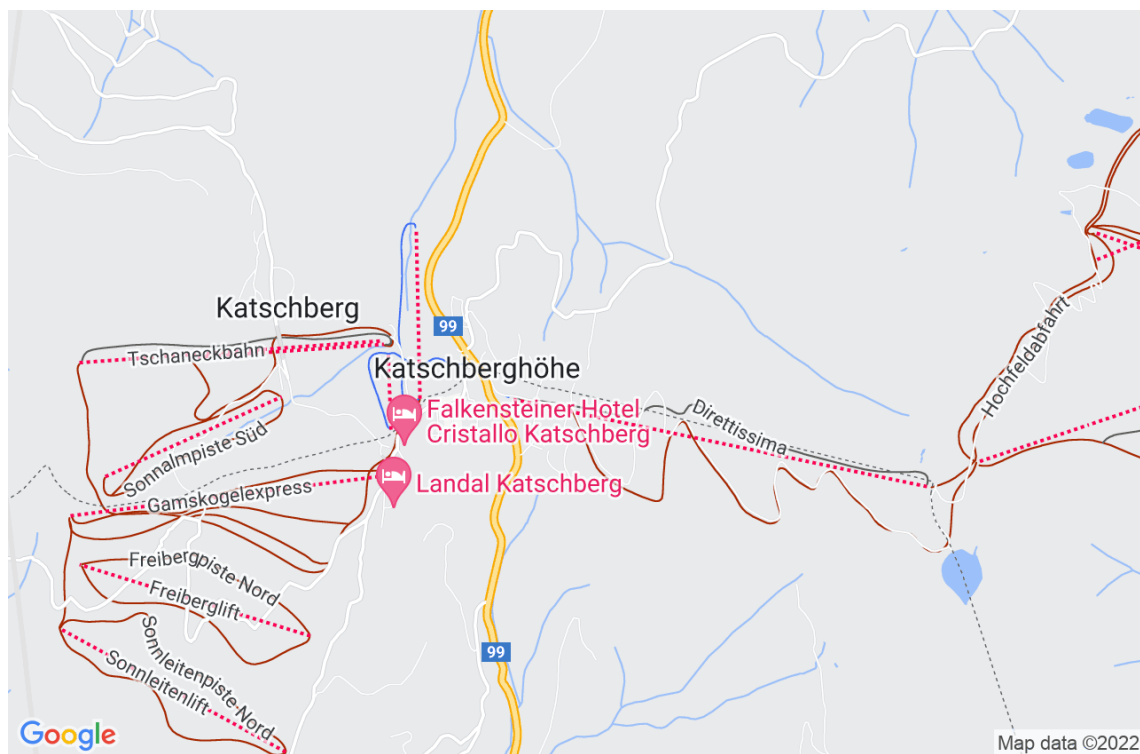 Katschberg
99
Tschaneckbahn
Katschberghöhe
Hochfeldabfahrt
Falkensteiner Hotel
Cristallo Katschberg
Direttissima
Sonnalmpiste Süd
Landal Katschberg
Gamskogelexpress
Freibergpiste-Nord
Freiberglift
Sonnleitenpiste-Nord
Sonnleitenlift
99
Google
Map data ©2022